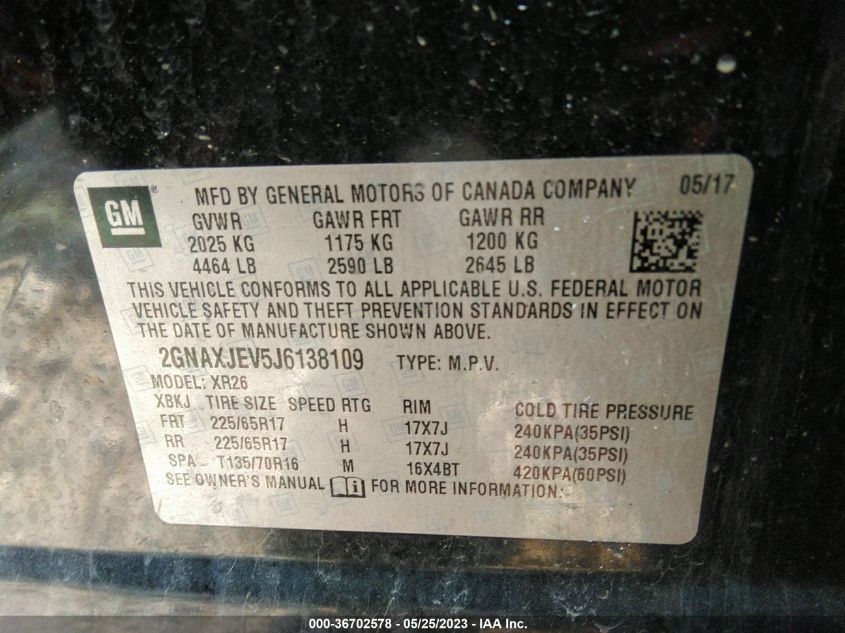 GM ® MFD BY GENERAL MOTORS OF CANADA COMPANY 05/17
GVWR GAWR FRT GAWR RR
2025 KG 1175 KG 1200 KG
4464 LB 2590 LB 2645 LB
THIS VEHICLE CONFORMS TO ALL APPLICABLE U.S. FEDERAL MOTOR
VEHICLE SAFETY AND THEFT PREVENTION STANDARDS IN EFFECT ON
THE DATE OF MANUFACTURE SHOWN ABOVE.
2GNAXJEV5J6138109 TYPE: M.P.V.
MODEL: XR26
XBKJ TIRE SIZE SPEED RTG RIM COLD TIRE PRESSURE
FRT 225/65R17 H 17X7J 240KPA(35PSI)
RR 225/65R17 H 17X7J 240KPA(35PSI)
SPA T135/70R16 M 16X4BT 420KPA(60PSI)
SEE OWNER'S MANUAL i FOR MORE INFORMATION.
000-36702578 - 05/25/2023 - IAA Inc.